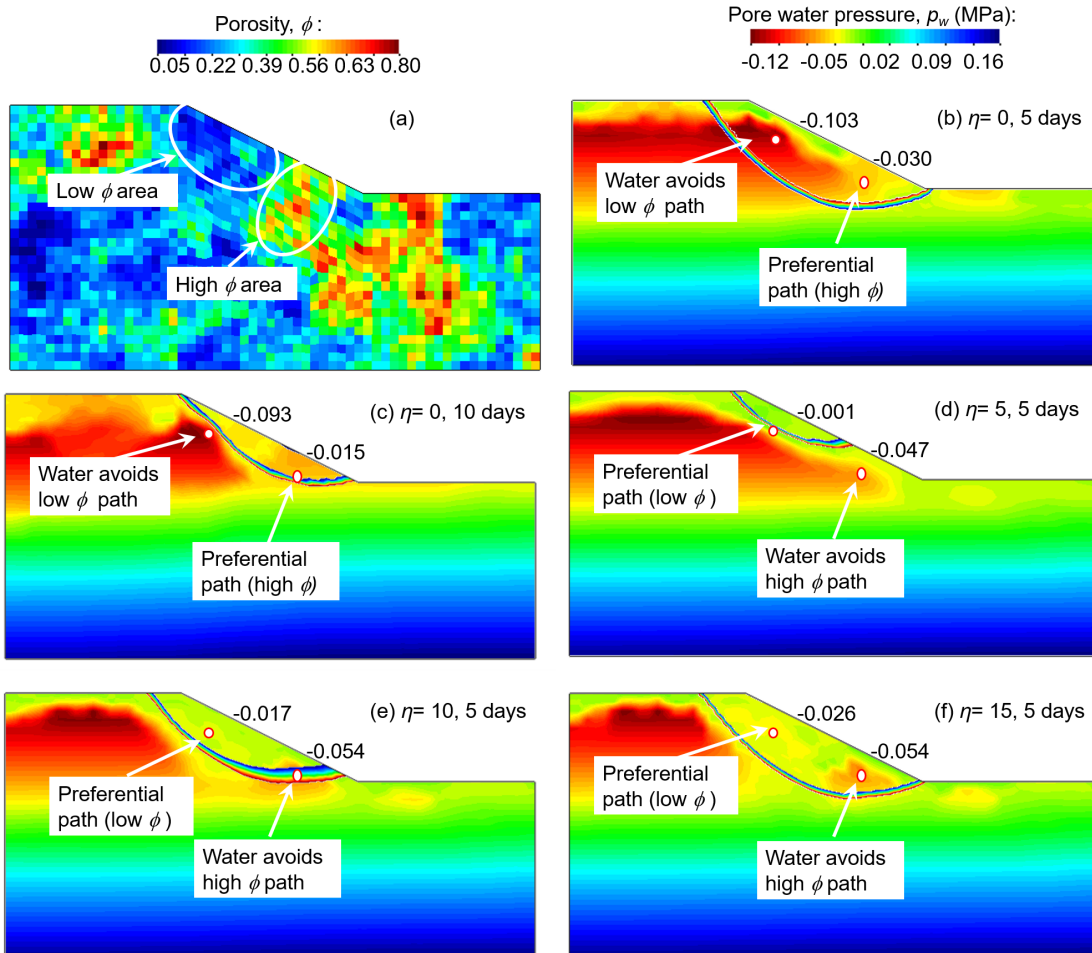 Porosity, ϕ :
0.05 0.22 0.39 0.56 0.63 0.80
Pore water pressure, p_w (MPa):
-0.12 -0.05 0.02 0.09 0.16
(a)
Low ϕ area
High ϕ area
(b) η= 0, 5 days
-0.103
-0.030
Water avoids
low ϕ path
Preferential
path (high ϕ)
(c) η= 0, 10 days
-0.093
-0.015
Water avoids
low ϕ path
Preferential
path (high ϕ)
(d) η= 5, 5 days
-0.001
-0.047
Preferential
path (low ϕ )
Water avoids
high ϕ path
(e) η= 10, 5 days
-0.017
-0.054
Preferential
path (low ϕ )
Water avoids
high ϕ path
(f) η= 15, 5 days
-0.026
-0.054
Preferential
path (low ϕ )
Water avoids
high ϕ path